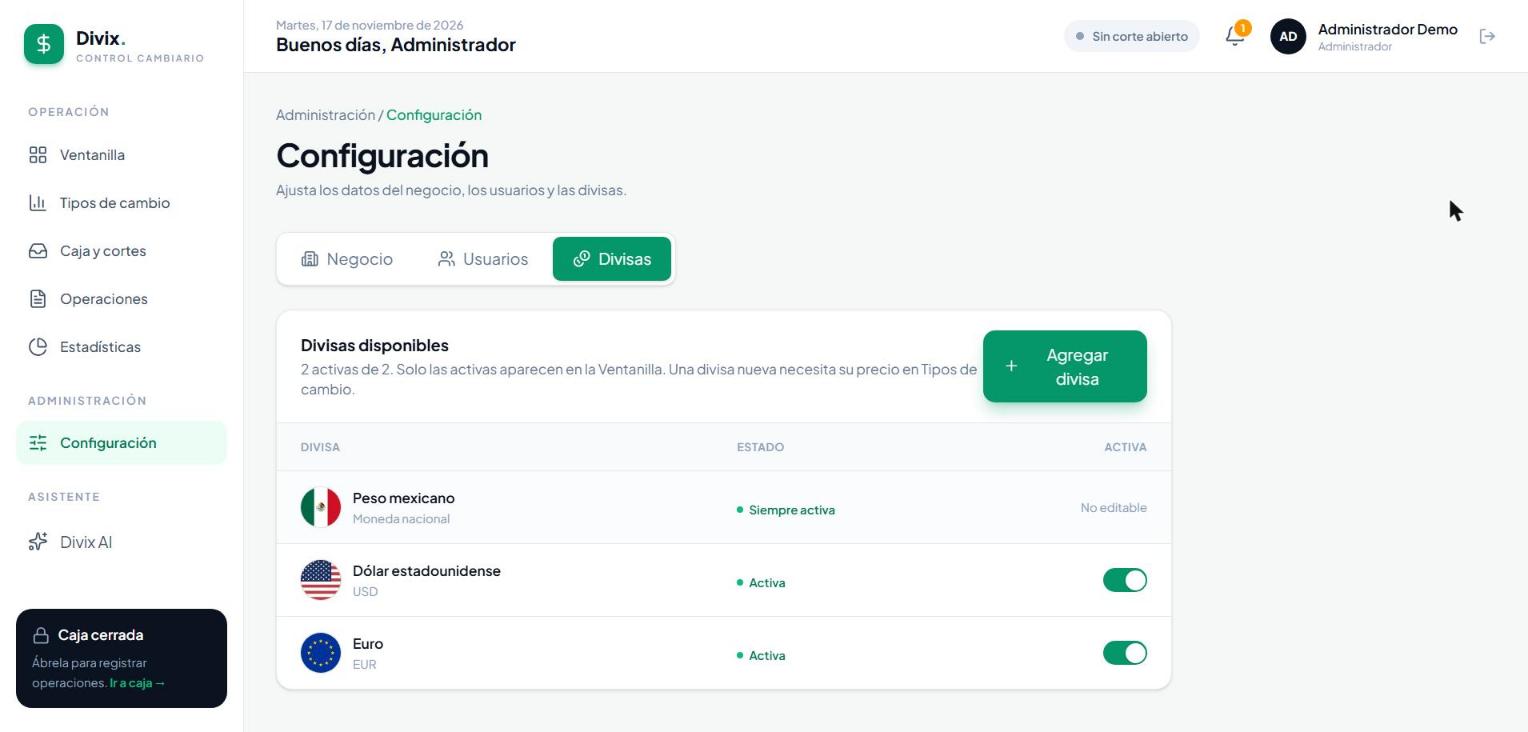 Divix.
CONTROL CAMBIARIO
OPERACIÓN
Ventanilla
Tipos de cambio
Caja y cortes
Operaciones
Estadísticas
ADMINISTRACIÓN
Configuración
ASISTENTE
Divix AI
Caja cerrada
Ábrela para registrar
operaciones. Ir a caja →
Martes, 17 de noviembre de 2026
Buenos días, Administrador
Sin corte abierto
1
AD
Administrador Demo
Administrador
Administración / Configuración
Configuración
Ajusta los datos del negocio, los usuarios y las divisas.
Negocio
Usuarios
Divisas
Divisas disponibles
2 activas de 2. Solo las activas aparecen en la Ventanilla. Una divisa nueva necesita su precio en Tipos de
cambio.
+ Agregar
divisa
DIVISA ESTADO ACTIVA
Peso mexicano
Moneda nacional
Siempre activa
No editable
Dólar estadounidense
USD
Activa
Euro
EUR
Activa